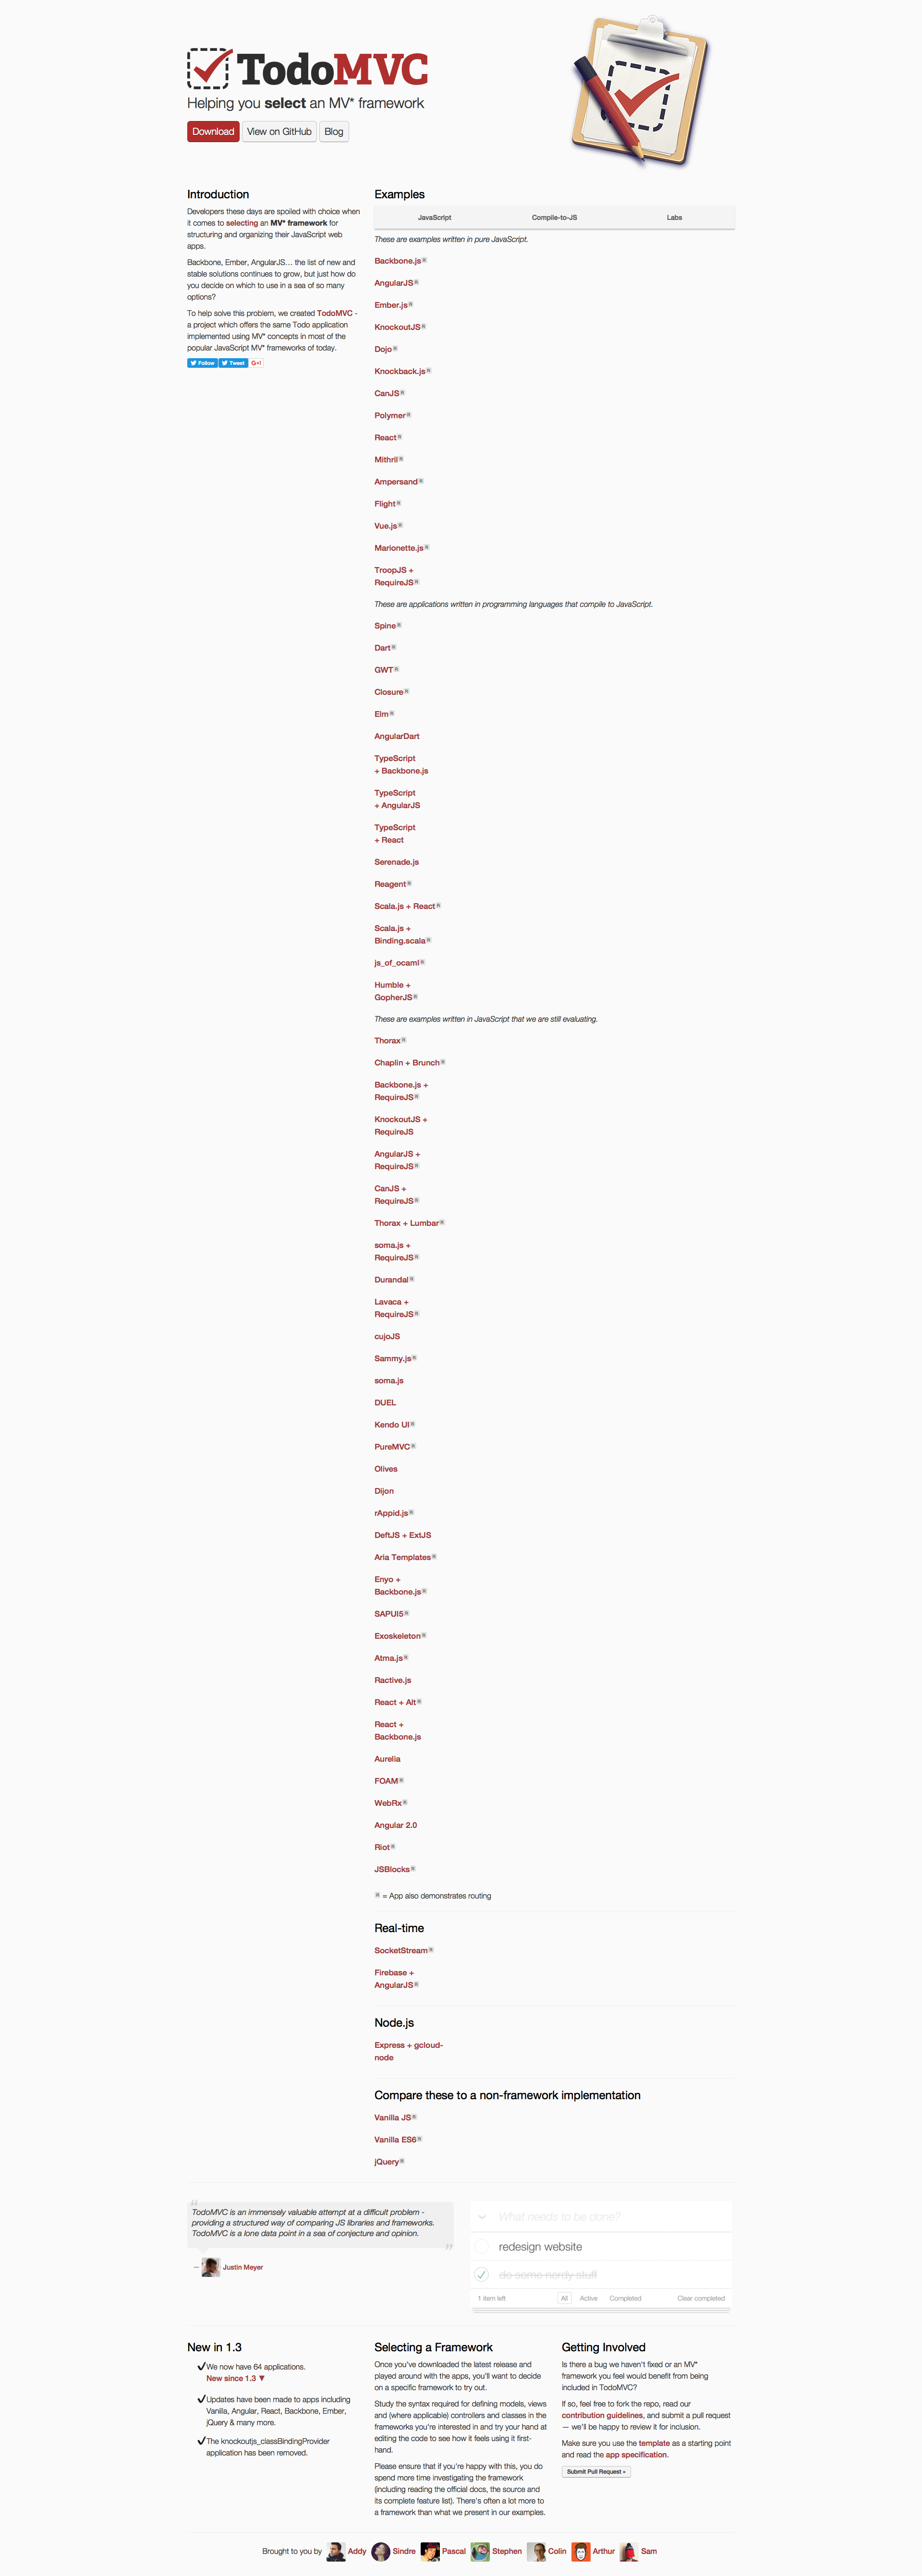 TodoMVC
Helping you select an MV* framework
Download
View on GitHub
Blog
Introduction
Developers these days are spoiled with choice when
it comes to selecting an MV* framework for
structuring and organizing their JavaScript web
apps.
Backbone, Ember, AngularJS… the list of new and
stable solutions continues to grow, but just how do
you decide on which to use in a sea of so many
options?
To help solve this problem, we created TodoMVC -
a project which offers the same Todo application
implemented using MV* concepts in most of the
popular JavaScript MV* frameworks of today.
Follow
Tweet
G+1
Examples
JavaScript
Compile-to-JS
Labs
These are examples written in pure JavaScript.
Backbone.js R
AngularJS R
Ember.js R
KnockoutJS R
Dojo R
Knockback.js R
CanJS R
Polymer R
React R
Mithril R
Ampersand R
Flight R
Vue.js R
Marionette.js R
TroopJS +
RequireJS R
These are applications written in programming languages that compile to JavaScript.
Spine R
Dart R
GWT R
Closure R
Elm R
AngularDart
TypeScript
+ Backbone.js
TypeScript
+ AngularJS
TypeScript
+ React
Serenade.js
Reagent R
Scala.js + React R
Scala.js +
Binding.scala R
js_of_ocaml R
Humble +
GopherJS R
These are examples written in JavaScript that we are still evaluating.
Thorax R
Chaplin + Brunch R
Backbone.js +
RequireJS R
KnockoutJS +
RequireJS
AngularJS +
RequireJS R
CanJS +
RequireJS R
Thorax + Lumbar R
soma.js +
RequireJS R
Durandal R
Lavaca +
RequireJS R
cujoJS
Sammy.js R
soma.js
DUEL
Kendo UI R
PureMVC R
Olives
Dijon
rAppid.js R
DeftJS + ExtJS
Aria Templates R
Enyo +
Backbone.js R
SAPUI5 R
Exoskeleton R
Atma.js R
Ractive.js
React + Alt R
React +
Backbone.js
Aurelia
FOAM R
WebRx R
Angular 2.0
Riot R
JSBlocks R
R = App also demonstrates routing
Real-time
SocketStream R
Firebase +
AngularJS R
Node.js
Express + gcloud-
node
Compare these to a non-framework implementation
Vanilla JS R
Vanilla ES6 R
jQuery R
“
TodoMVC is an immensely valuable attempt at a difficult problem -
providing a structured way of comparing JS libraries and frameworks.
TodoMVC is a lone data point in a sea of conjecture and opinion.
”
— Justin Meyer
What needs to be done?
redesign website
do some nerdy stuff
1 item left
All
Active
Completed
Clear completed
New in 1.3
✔We now have 64 applications.
New since 1.3 ▼
✔Updates have been made to apps including
Vanilla, Angular, React, Backbone, Ember,
jQuery & many more.
✔The knockoutjs_classBindingProvider
application has been removed.
Selecting a Framework
Once you've downloaded the latest release and
played around with the apps, you'll want to decide
on a specific framework to try out.
Study the syntax required for defining models, views
and (where applicable) controllers and classes in the
frameworks you're interested in and try your hand at
editing the code to see how it feels using it first-
hand.
Please ensure that if you're happy with this, you do
spend more time investigating the framework
(including reading the official docs, the source and
its complete feature list). There's often a lot more to
a framework than what we present in our examples.
Getting Involved
Is there a bug we haven't fixed or an MV*
framework you feel would benefit from being
included in TodoMVC?
If so, feel free to fork the repo, read our
contribution guidelines, and submit a pull request
— we'll be happy to review it for inclusion.
Make sure you use the template as a starting point
and read the app specification.
Submit Pull Request »
Brought to you by Addy Sindre Pascal Stephen Colin Arthur Sam